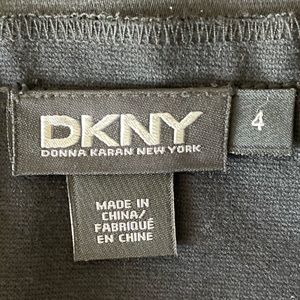 DKNY
DONNA KARAN NEW YORK
4
MADE IN
CHINA/
FABRIQUÉ
EN CHINE